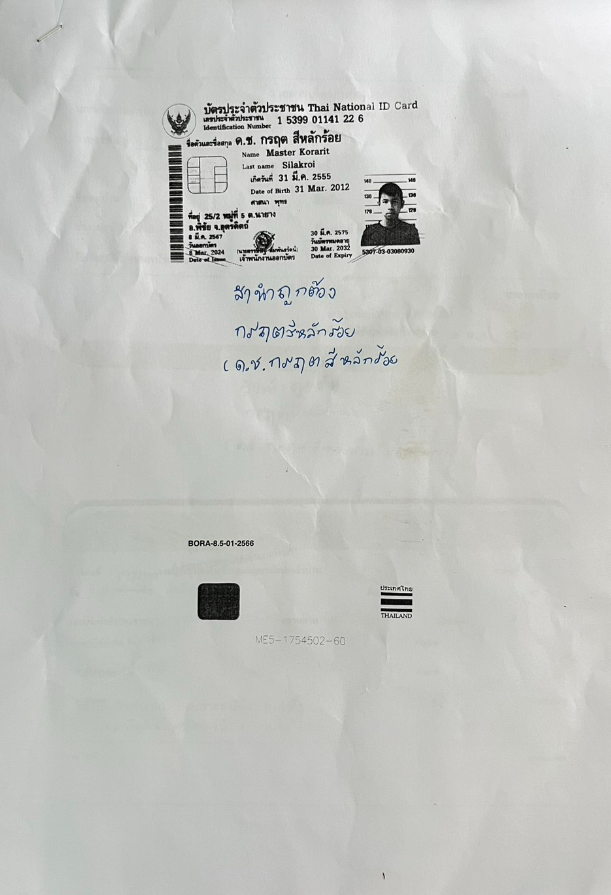 บัตรประจำตัวประชาชน Thai National ID Card
เลขประจำตัวประชาชน
Identification Number
1 5399 01141 22 6
ชื่อตัวและชื่อสกุล ด.ช. กรฤต สีหลักร้อย
Name Master Korarit
Last name Silakroi
เกิดวันที่ 31 มี.ค. 2555
Date of Birth 31 Mar. 2012
ศาสนา พุทธ
ที่อยู่ 25/2 หมู่ที่ 5 ต.นายาง
อ.พิชัย จ.อุตรดิตถ์
8 มี.ค. 2567
วันออกบัตร
8 Mar. 2024
Date of Issue
เจ้าพนักงานออกบัตร
30 มี.ค. 2575
วันบัตรหมดอายุ
30 Mar. 2032
Date of Expiry
140 140
130 130
120 120
5307-03-03080930
สำนาถูกต้อง
กรฤต สีหลักร้อย
(ด.ช. กรฤต สีหลักร้อย
BORA-8.5-01-2566
ประเทศไทย
THAILAND
ME5-1754502-60